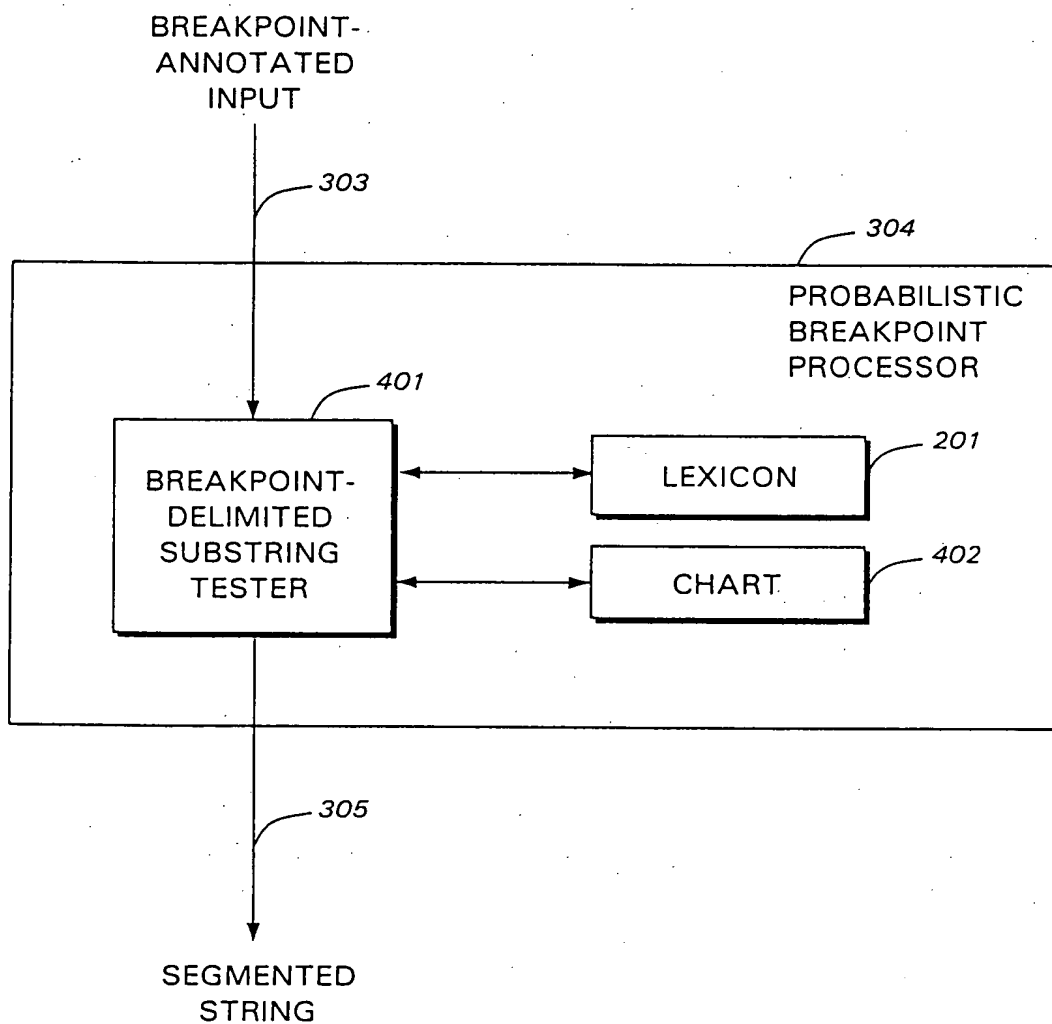 BREAKPOINT-
ANNOTATED
INPUT
303
304
PROBABILISTIC
BREAKPOINT
PROCESSOR
401
BREAKPOINT-
DELIMITED
SUBSTRING
TESTER
201
LEXICON
402
CHART
305
SEGMENTED
STRING